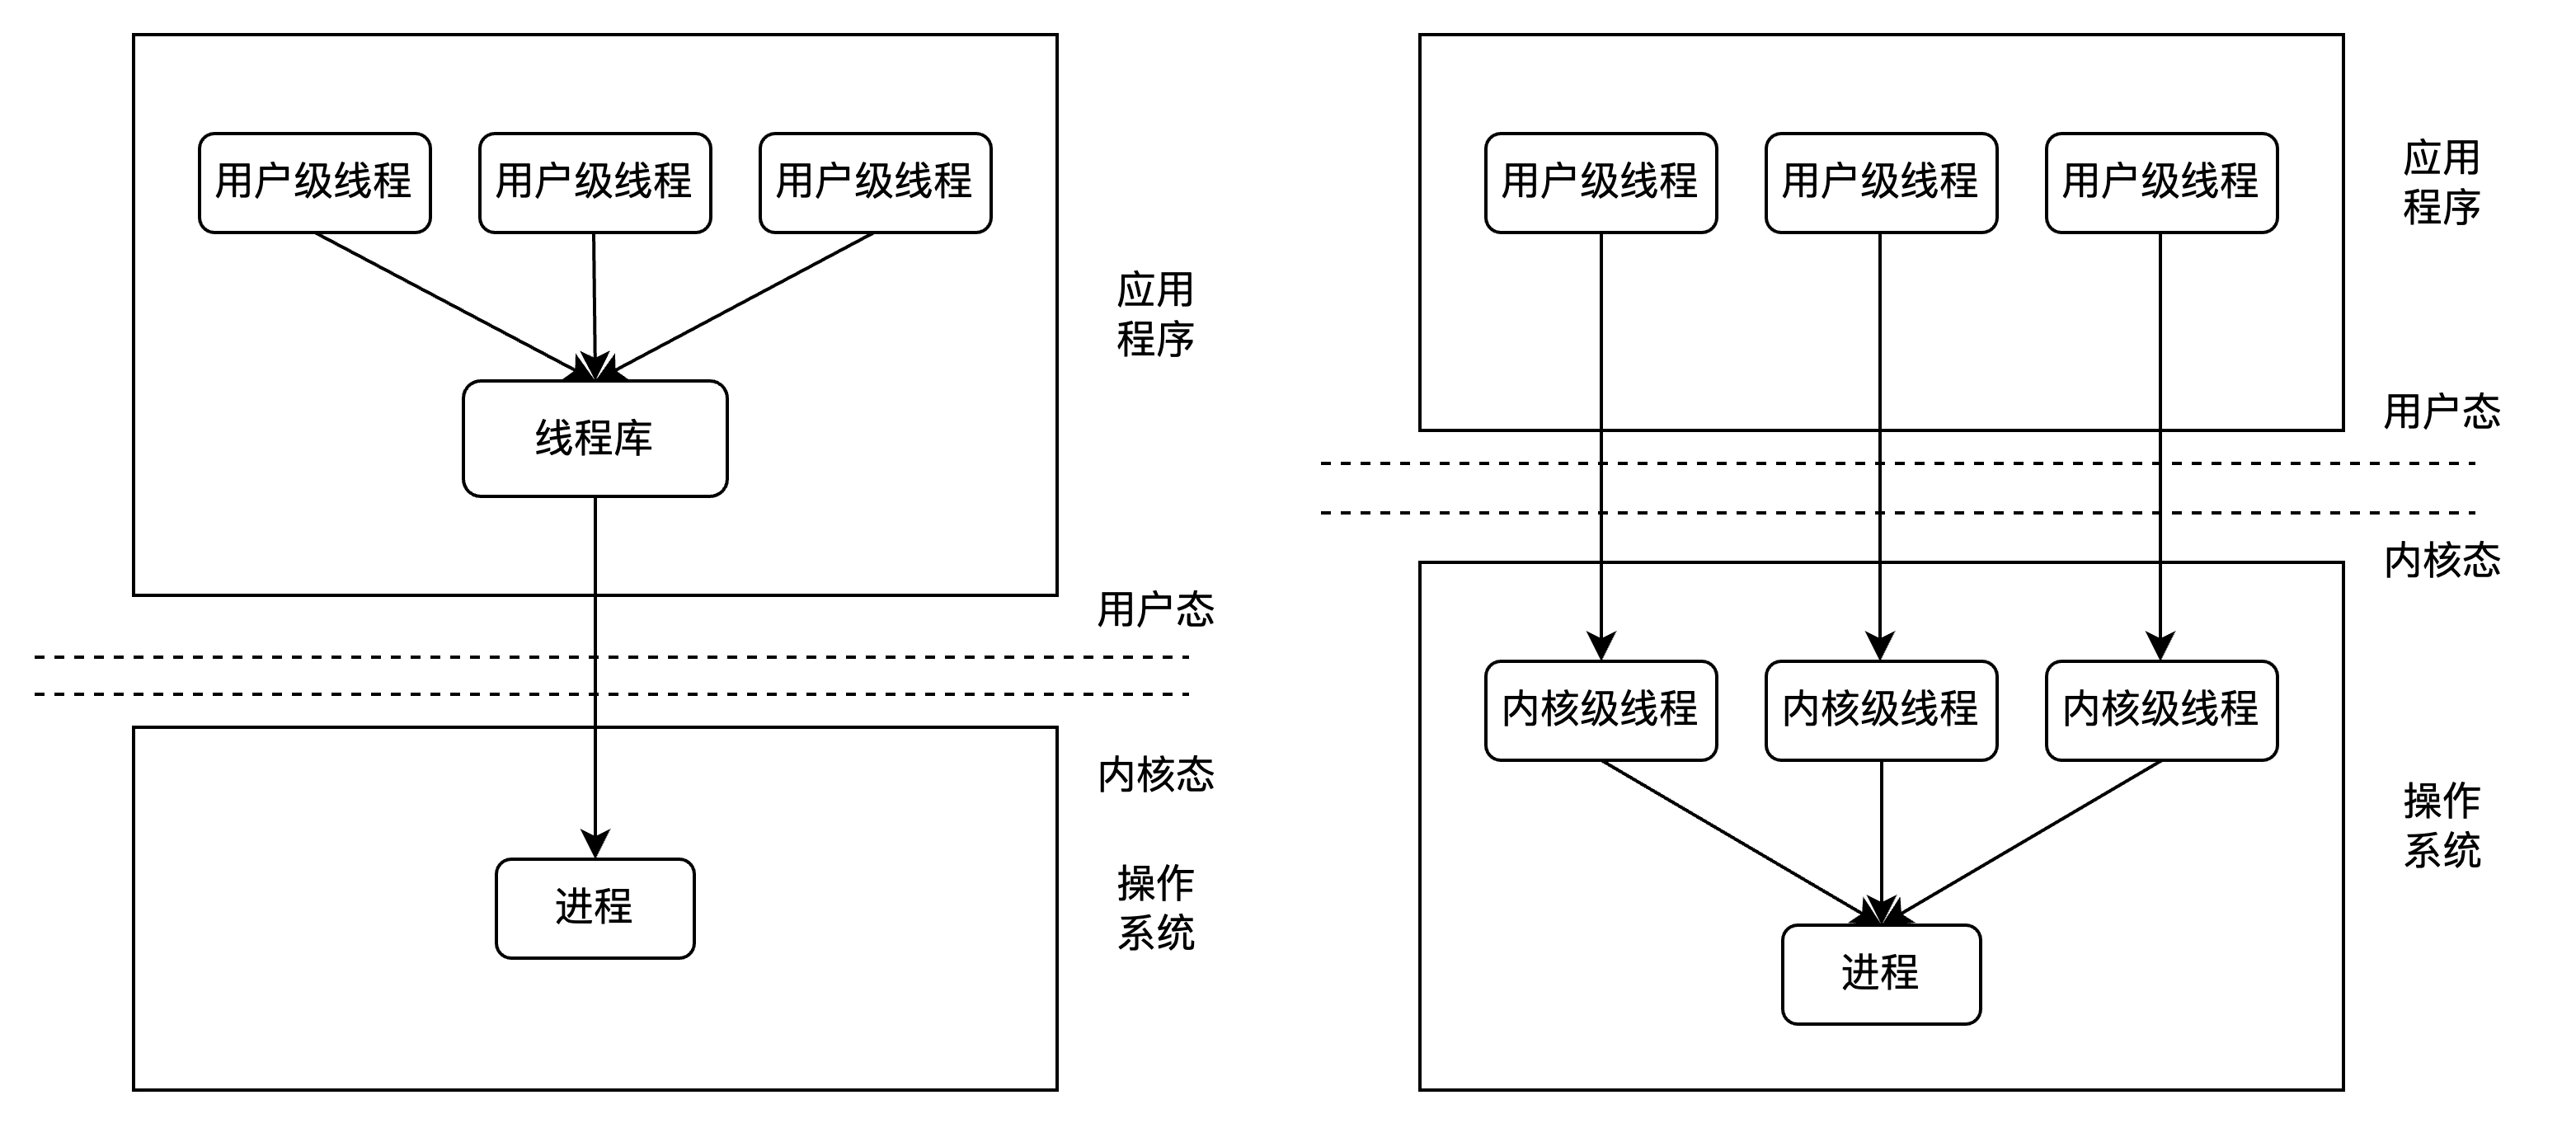 用户级线程
用户级线程
用户级线程
应用
程序
线程库
用户态
内核态
进程
操作
系统
用户级线程
用户级线程
用户级线程
应用
程序
用户态
内核态
内核级线程
内核级线程
内核级线程
操作
系统
进程